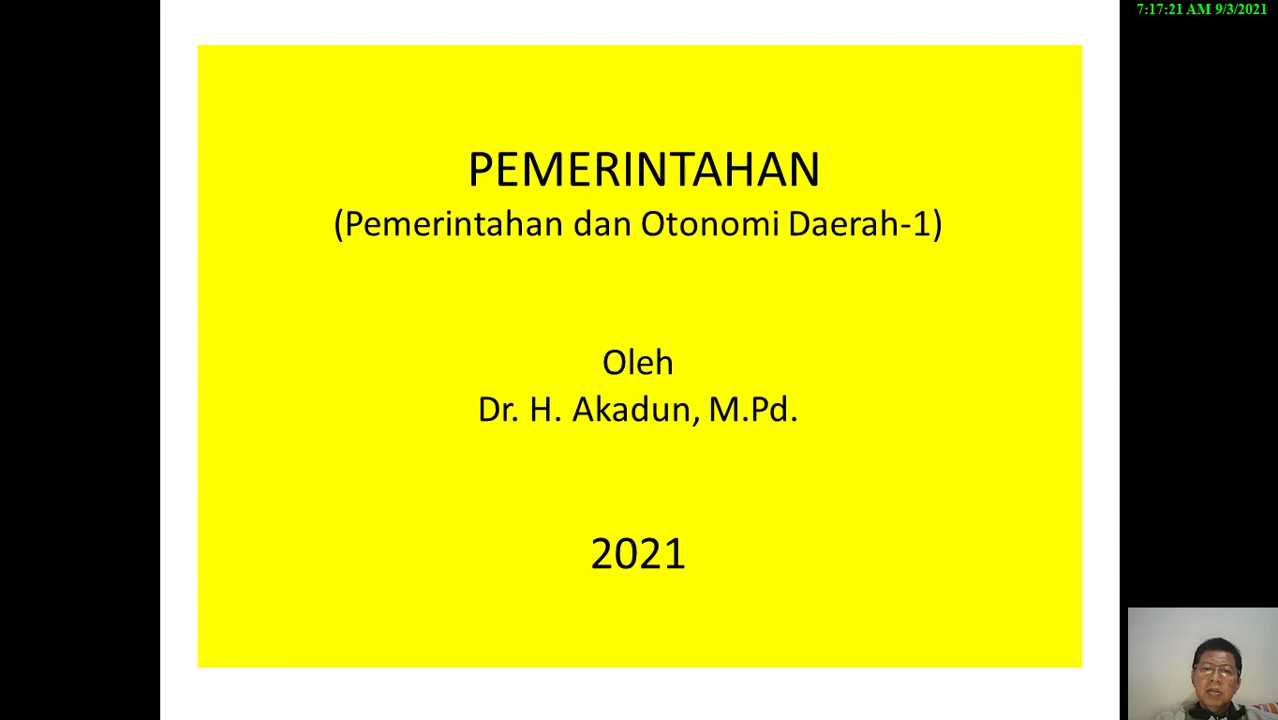 7:17:21 AM 9/3/2021
PEMERINTAHAN
(Pemerintahan dan Otonomi Daerah-1)
Oleh
Dr. H. Akadun, M.Pd.
2021